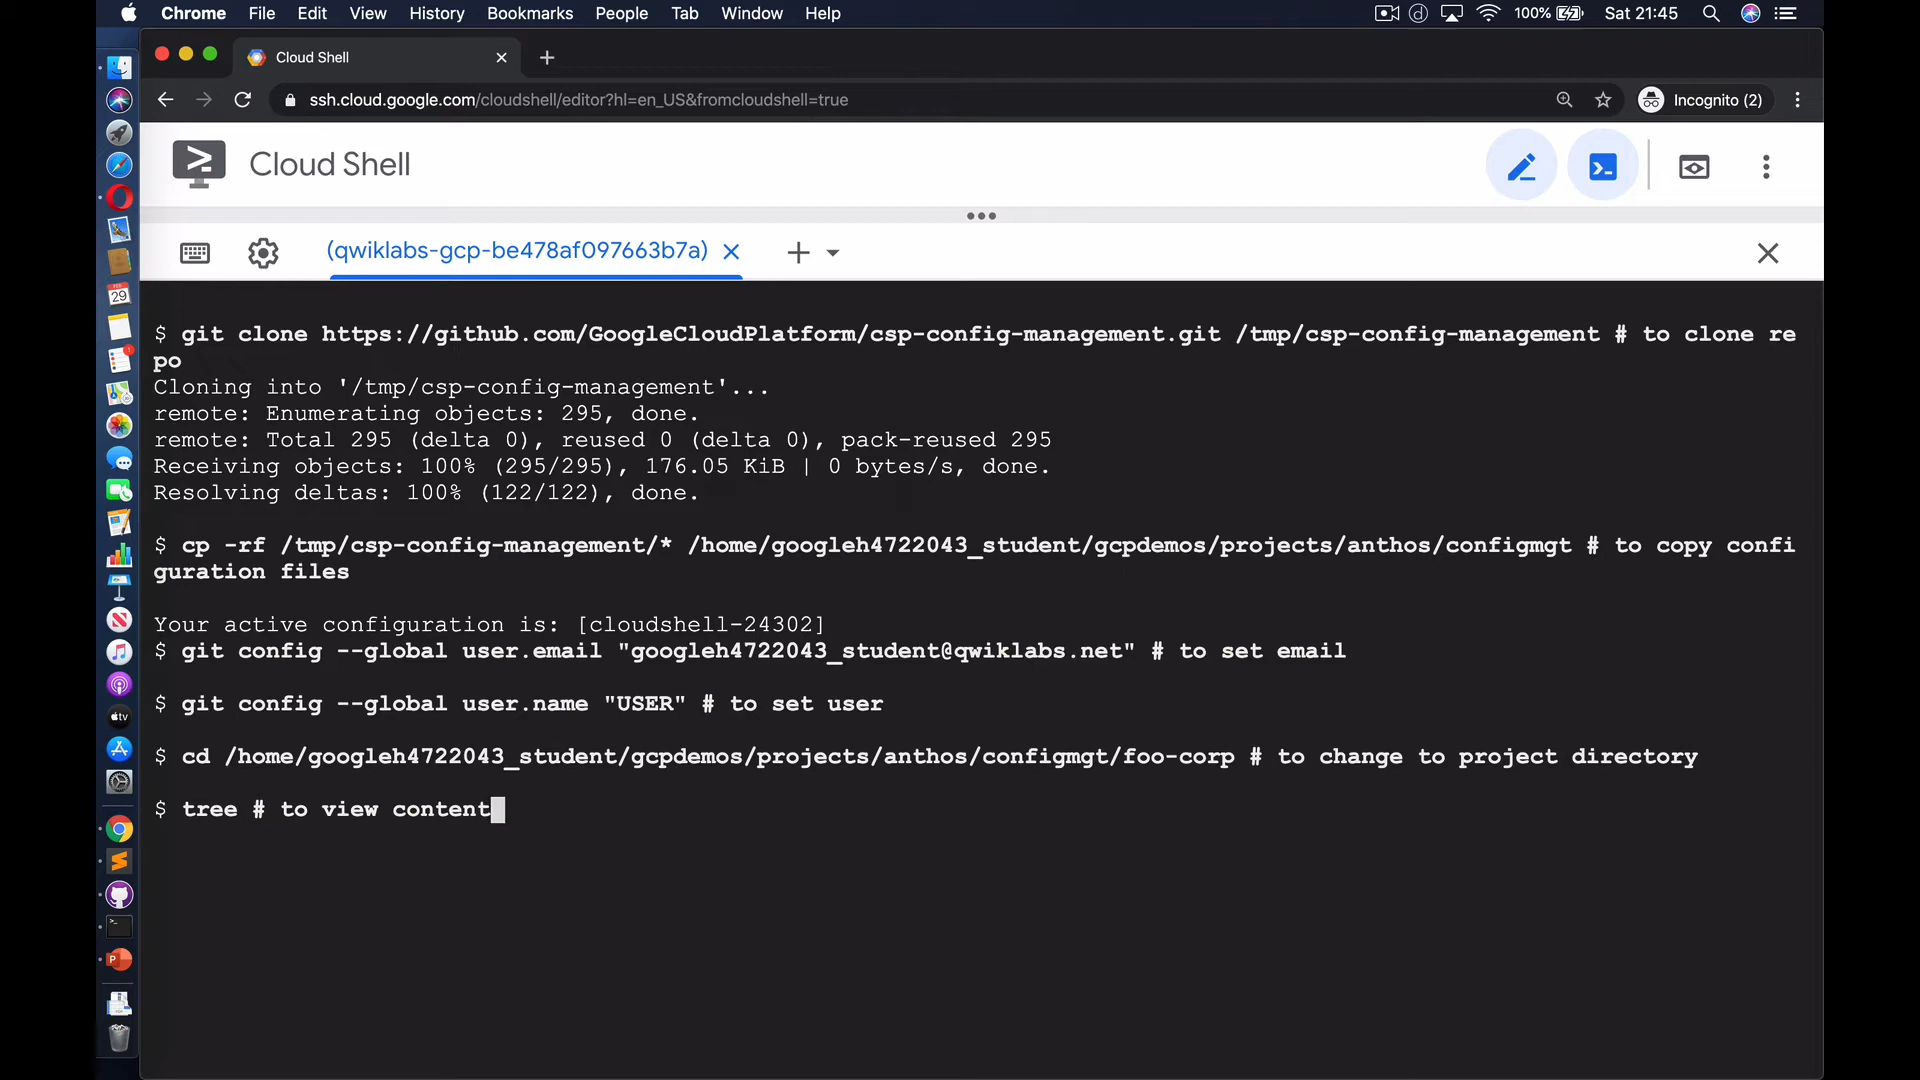 Chrome File Edit View History Bookmarks People Tab Window Help 100% Sat 21:45
Cloud Shell
ssh.cloud.google.com/cloudshell/editor?hl=en_US&fromcloudshell=true Incognito (2)
Cloud Shell
(qwiklabs-gcp-be478af097663b7a)
$ git clone https://github.com/GoogleCloudPlatform/csp-config-management.git /tmp/csp-config-management # to clone re
po
Cloning into '/tmp/csp-config-management'...
remote: Enumerating objects: 295, done.
remote: Total 295 (delta 0), reused 0 (delta 0), pack-reused 295
Receiving objects: 100% (295/295), 176.05 KiB | 0 bytes/s, done.
Resolving deltas: 100% (122/122), done.
$ cp -rf /tmp/csp-config-management/* /home/googleh4722043_student/gcpdemos/projects/anthos/configmgt # to copy confi
guration files
Your active configuration is: [cloudshell-24302]
$ git config --global user.email "googleh4722043_student@qwiklabs.net" # to set email
$ git config --global user.name "USER" # to set user
$ cd /home/googleh4722043_student/gcpdemos/projects/anthos/configmgt/foo-corp # to change to project directory
$ tree # to view content
29
tv